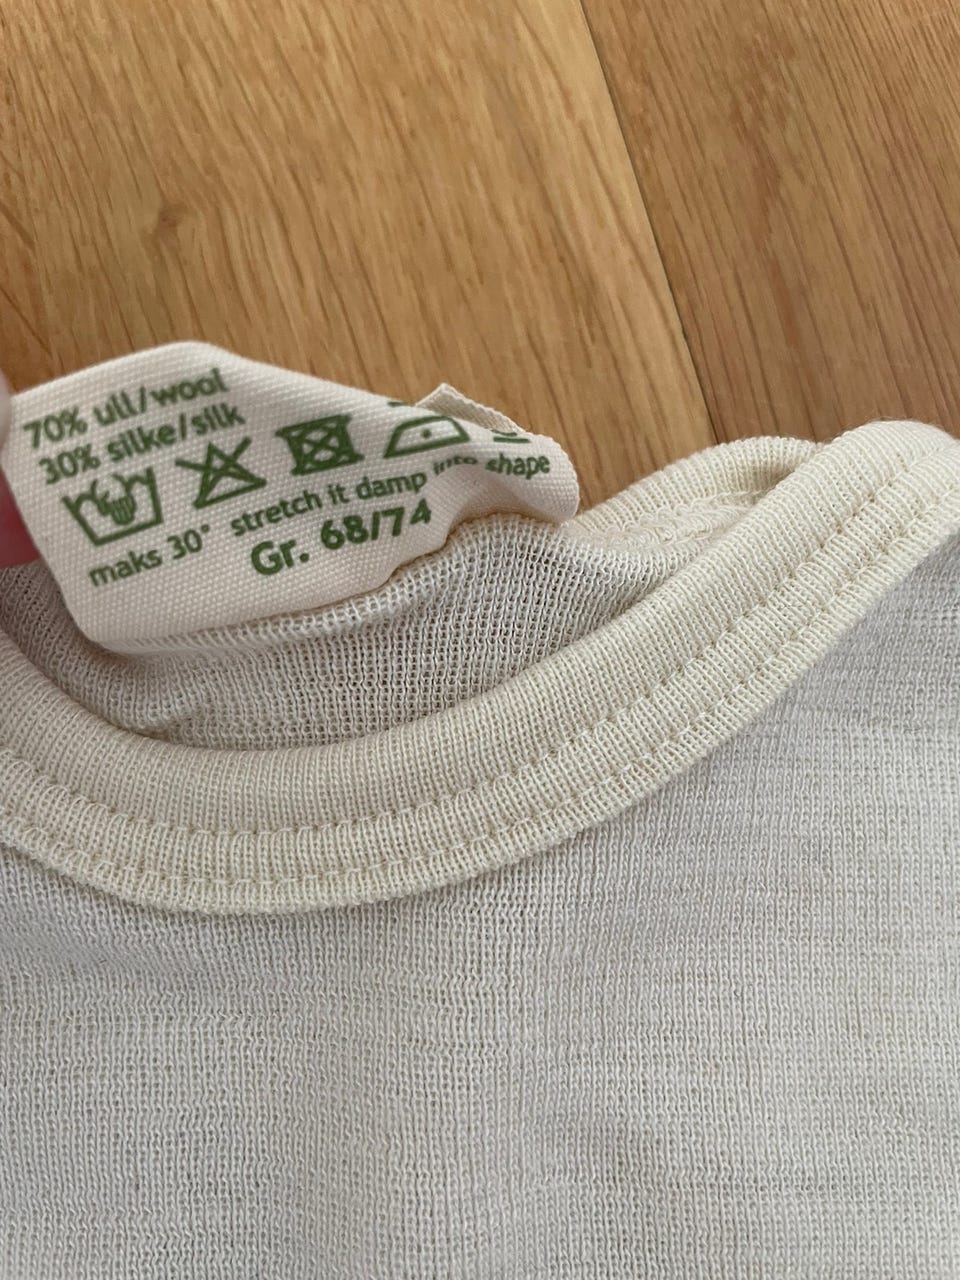 70% ull/wool
30% silke/silk
maks 30° stretch it damp into shape
Gr. 68/74